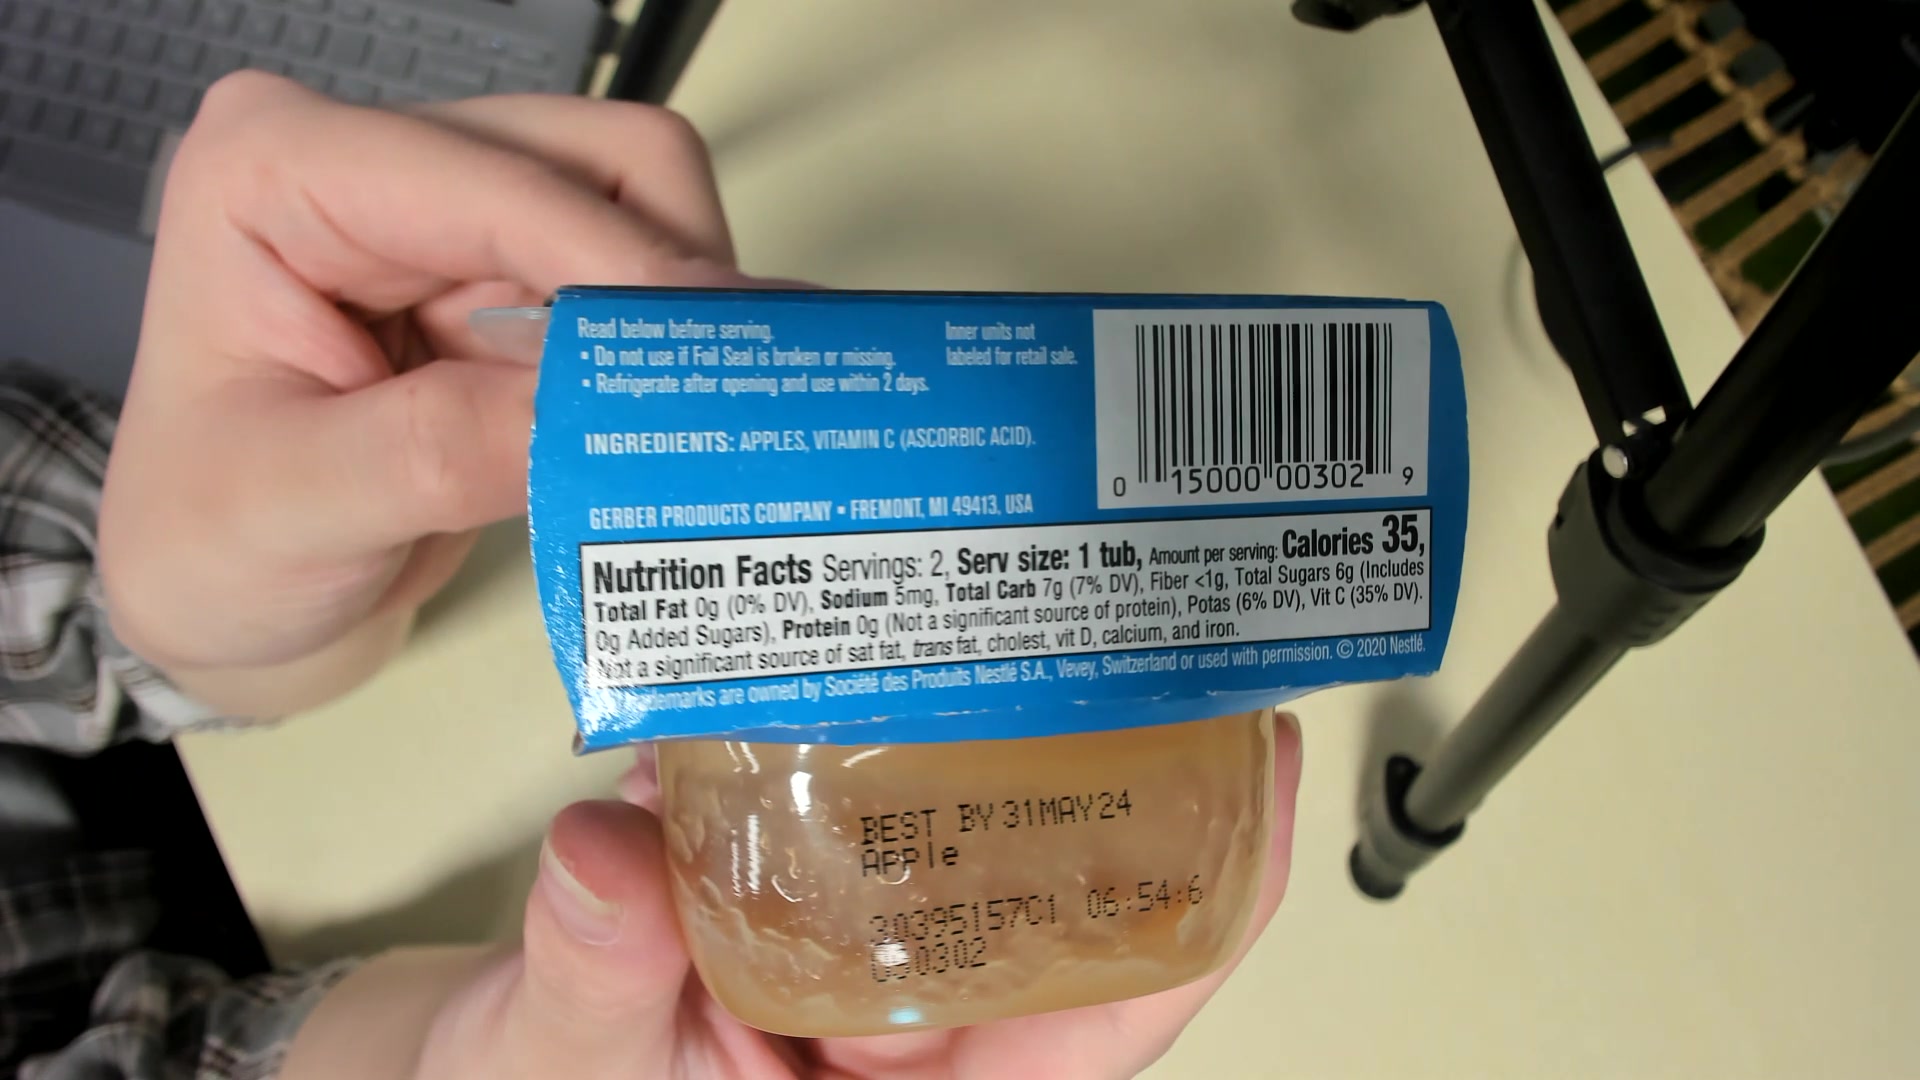 Read below before serving.
• Do not use if Foil Seal is broken or missing.
• Refrigerate after opening and use within 2 days.
Inner units not
labeled for retail sale.
INGREDIENTS: APPLES, VITAMIN C (ASCORBIC ACID).
GERBER PRODUCTS COMPANY • FREMONT, MI 49413, USA
0 15000 00302 9
Nutrition Facts Servings: 2, Serv size: 1 tub, Amount per serving: Calories 35,
Total Fat 0g (0% DV), Sodium 5mg, Total Carb 7g (7% DV), Fiber <1g, Total Sugars 6g (Includes
0g Added Sugars), Protein 0g (Not a significant source of protein), Potas (6% DV), Vit C (35% DV).
Not a significant source of sat fat, trans fat, cholest, vit D, calcium, and iron.
are owned by Société des Produits Nestlé S.A., Vevey, Switzerland or used with permission. © 2020 Nestlé.
BEST BY 31MAY24
APPle
30395157C1 06:54:6